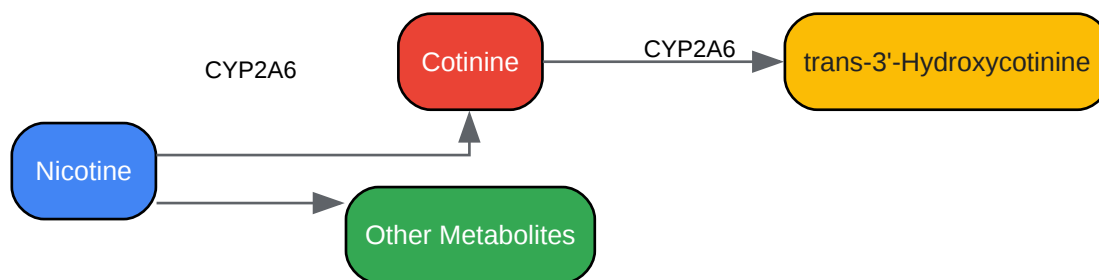 CYP2A6
Cotinine
CYP2A6
trans-3'-Hydroxycotinine
Nicotine
Other Metabolites